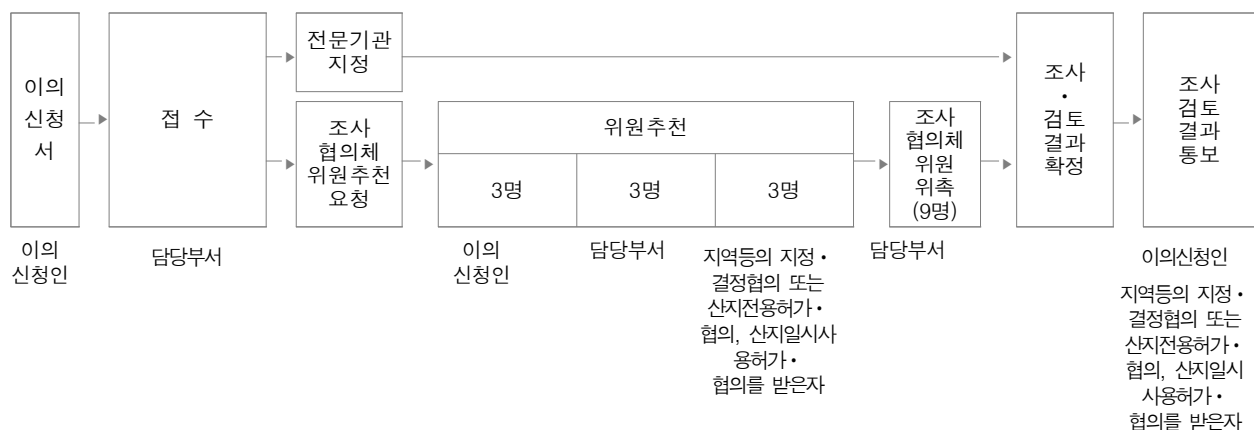 이의
신청
서
접 수
전문기관
지정
조사
협의체
위원추천
요청
위원추천
3명
3명
3명
조사
협의체
위원
위촉
(9명)
조사
•
검토
결과
확정
조사
검토
결과
통보
이의
신청인
담당부서
이의
신청인
담당부서
지역등의 지정•
결정협의 또는
산지전용허가•
협의, 산지일시사
용허가•
협의를 받은자
담당부서
이의신청인
지역등의 지정•
결정협의 또는
산지전용허가•
협의, 산지일시
사용허가•
협의를 받은자